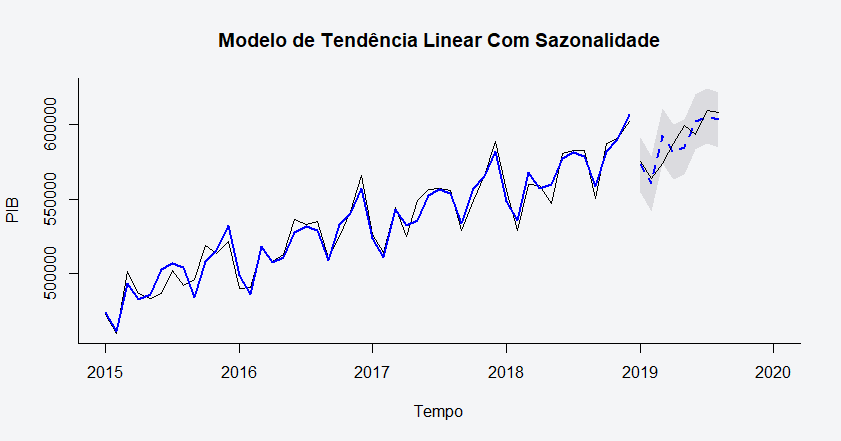 Modelo de Tendência Linear Com Sazonalidade
PIB
600000
550000
500000
2015 2016 2017 2018 2019 2020
Tempo